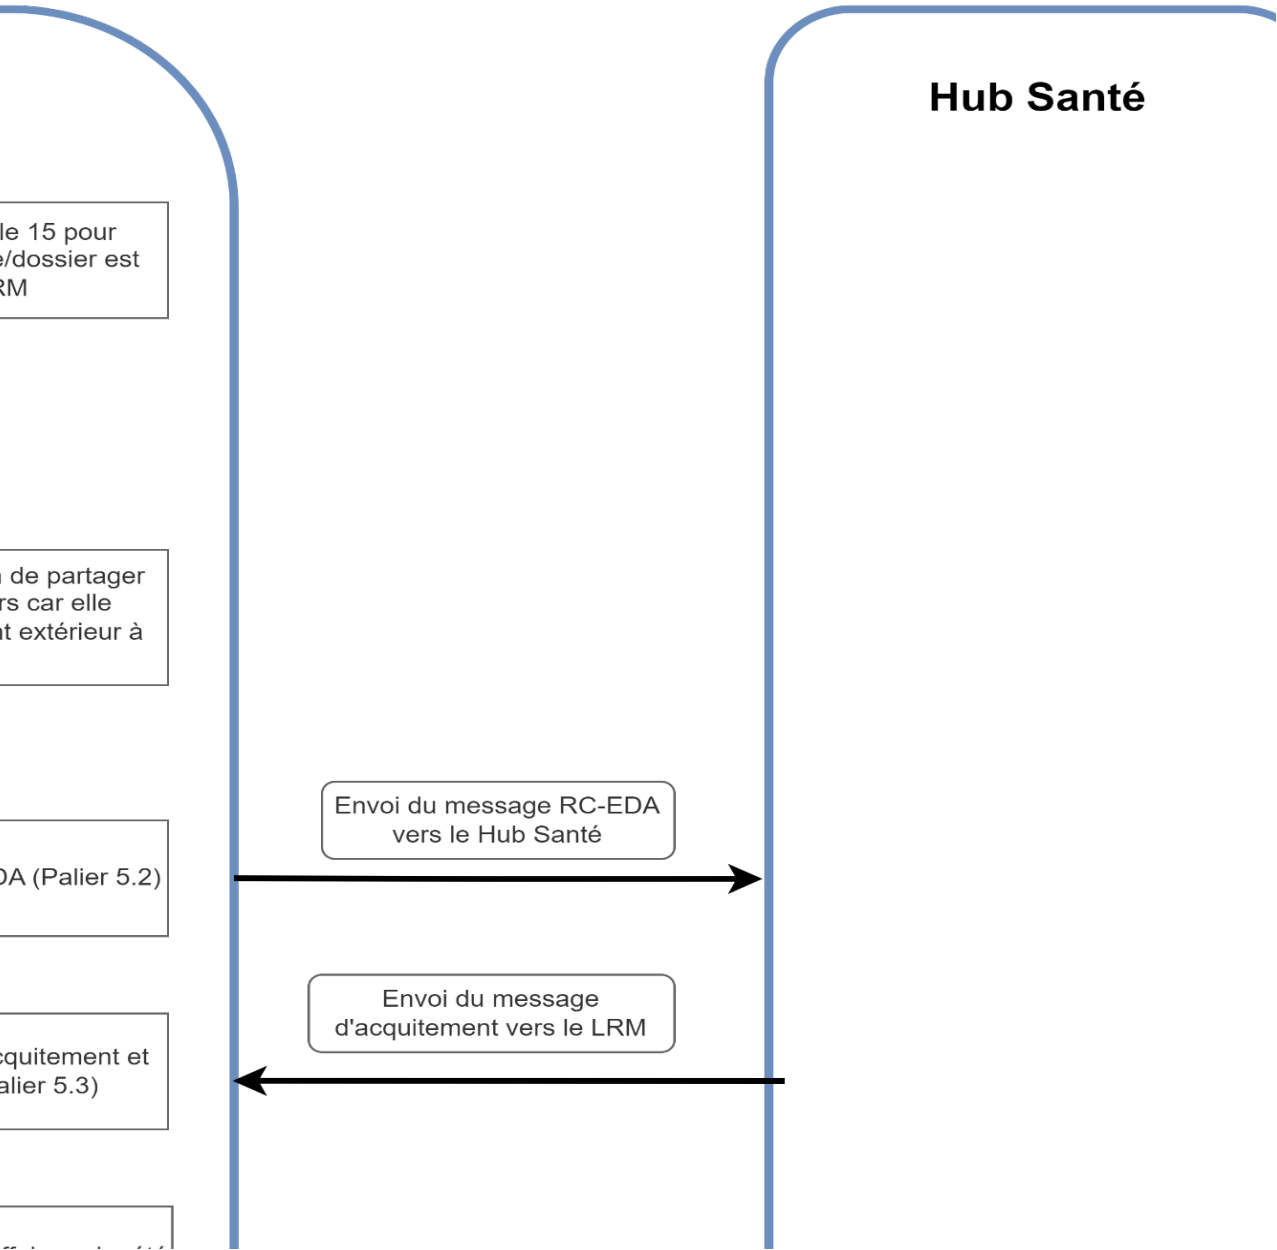 Hub Santé
le 15 pour
/dossier est
RM
de partager
rs car elle
nt extérieur à
Envoi du message RC-EDA
vers le Hub Santé
DA (Palier 5.2)
Envoi du message
d'acquitement vers le LRM
cquitement et
alier 5.3)